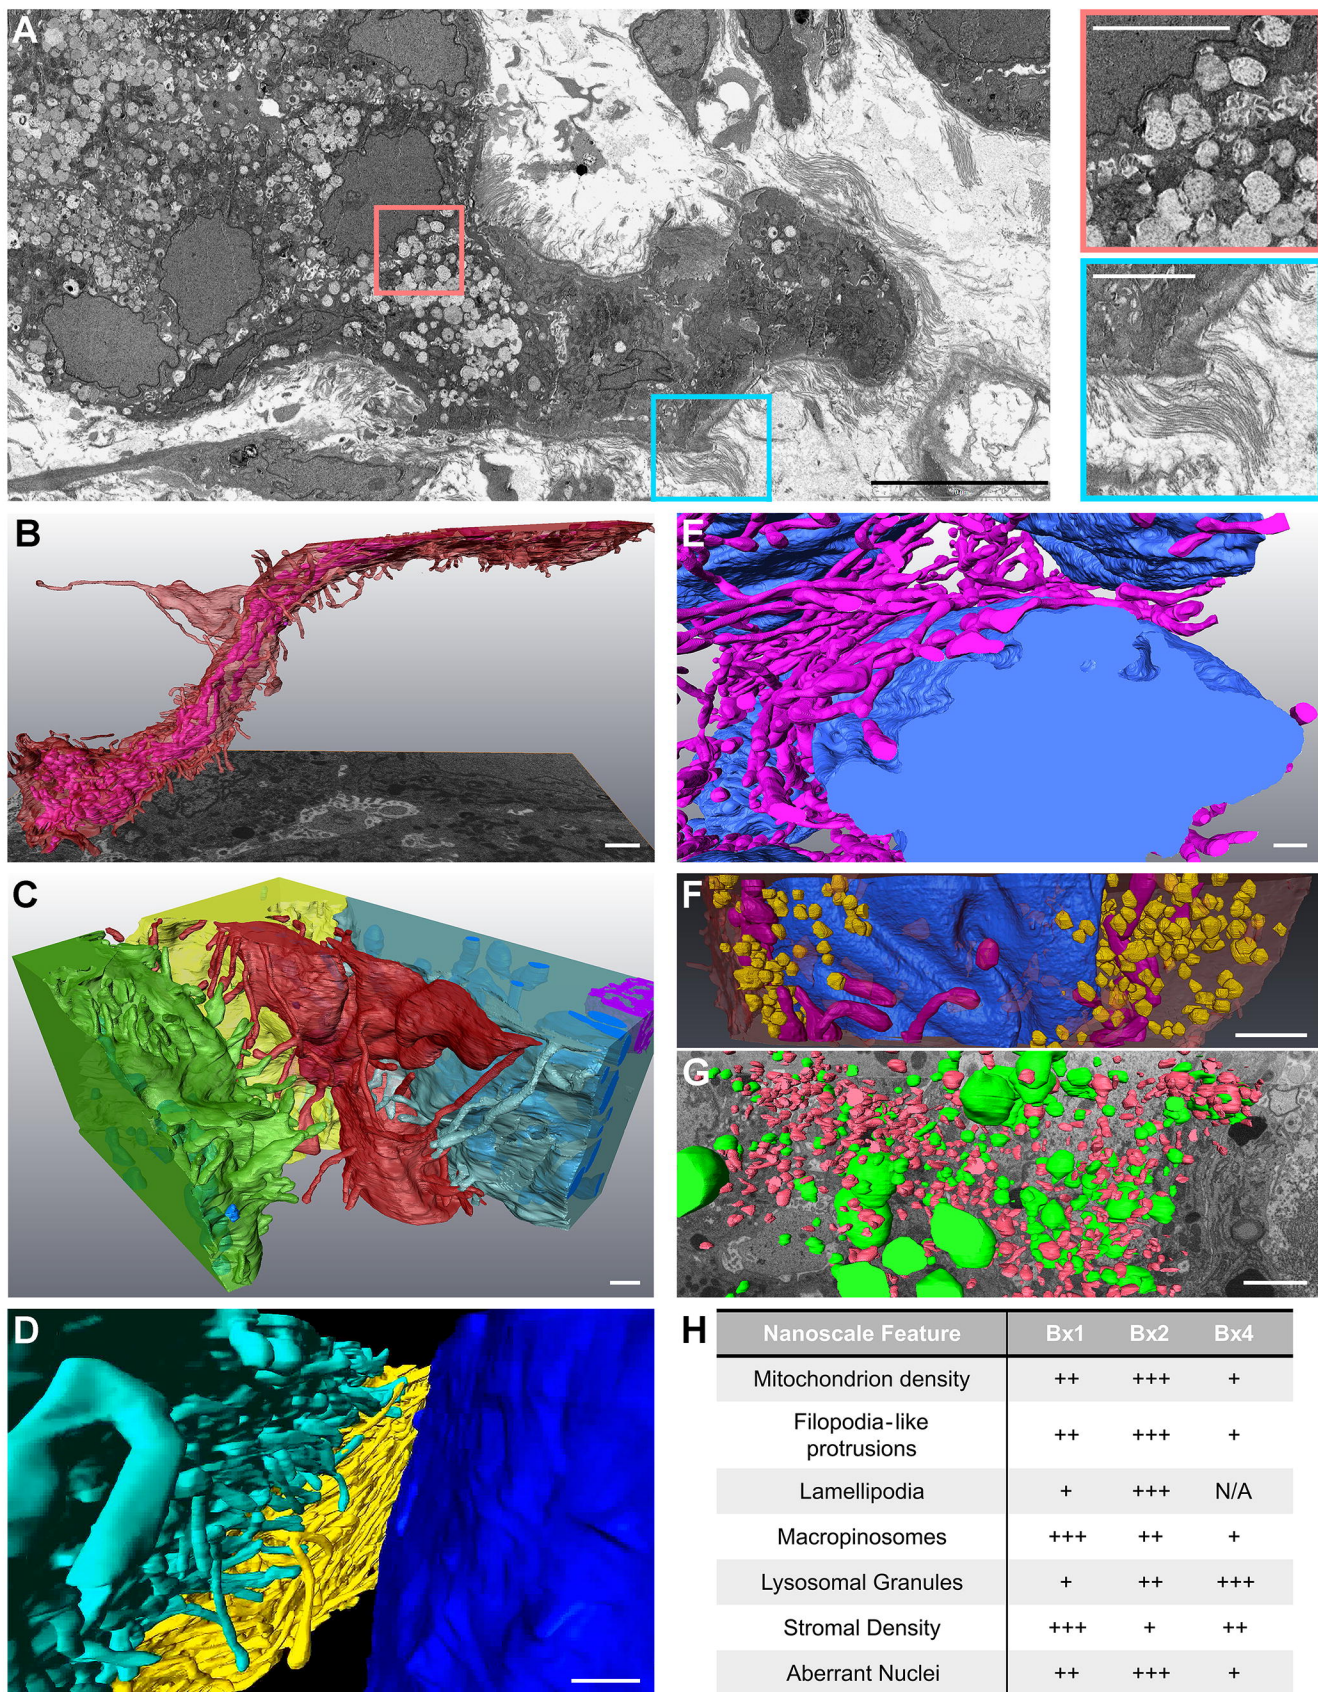 A
B
E
C
F
G
D
H
Nanoscale Feature Bx1 Bx2 Bx4
Mitochondrion density ++ +++ +
Filopodia-like
protrusions ++ +++ +
Lamellipodia + +++ N/A
Macropinosomes +++ ++ +
Lysosomal Granules + ++ +++
Stromal Density +++ + ++
Aberrant Nuclei ++ +++ +